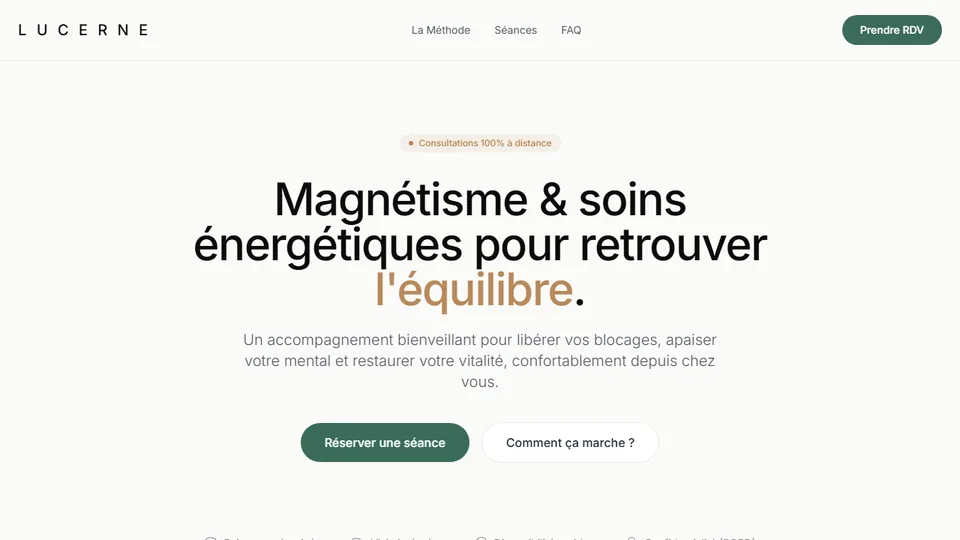 LUCERNE
La Méthode
Séances
FAQ
Prendre RDV
Consultations 100% à distance
Magnétisme & soins
énergétiques pour retrouver
l'équilibre.
Un accompagnement bienveillant pour libérer vos blocages, apaiser
votre mental et restaurer votre vitalité, confortablement depuis chez
vous.
Réserver une séance
Comment ça marche ?